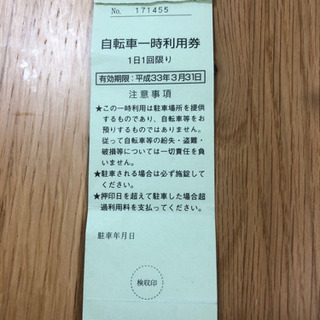 No. 171455
自転車一時利用券
1日1回限り
有効期限:平成33年3月31日
注意事項
★この一時利用は駐車場所を提供
するものであり、自転車等をお
預りするものではありません。
従って自転車等の紛失・盗難・
破損等については一切責任を負
いません。
★駐車される場合は必ず施錠して
ください。
★押印日を超えて駐車した場合超
過利用料を支払ってください。
駐車年月日
検収印